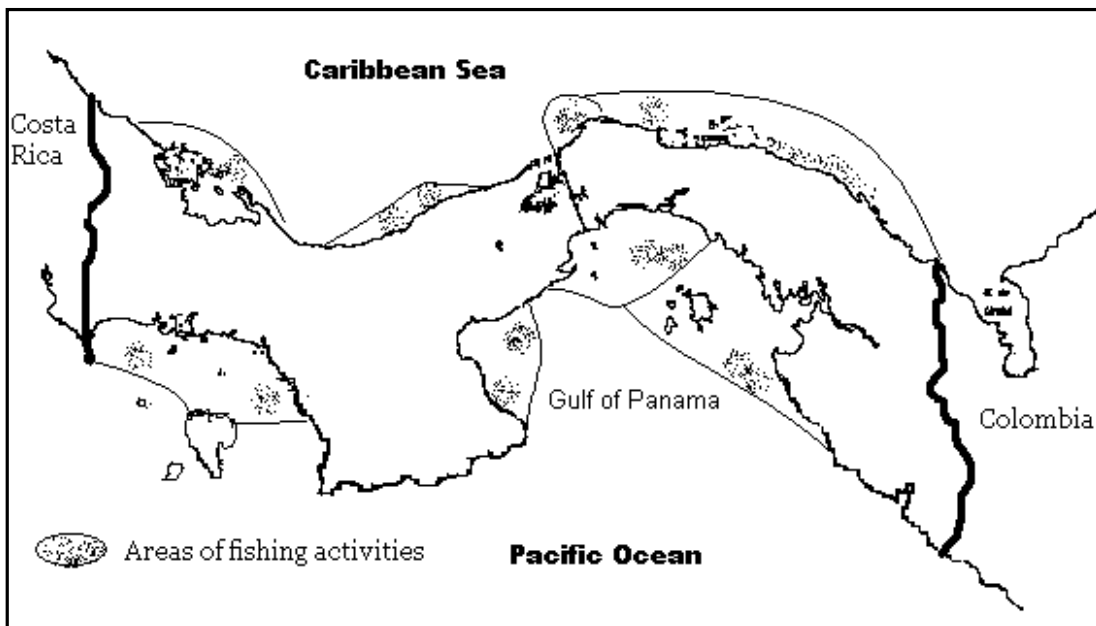 Caribbean Sea
Costa
Rica
Gulf of Panama
Colombia
Areas of fishing activities
Pacific Ocean